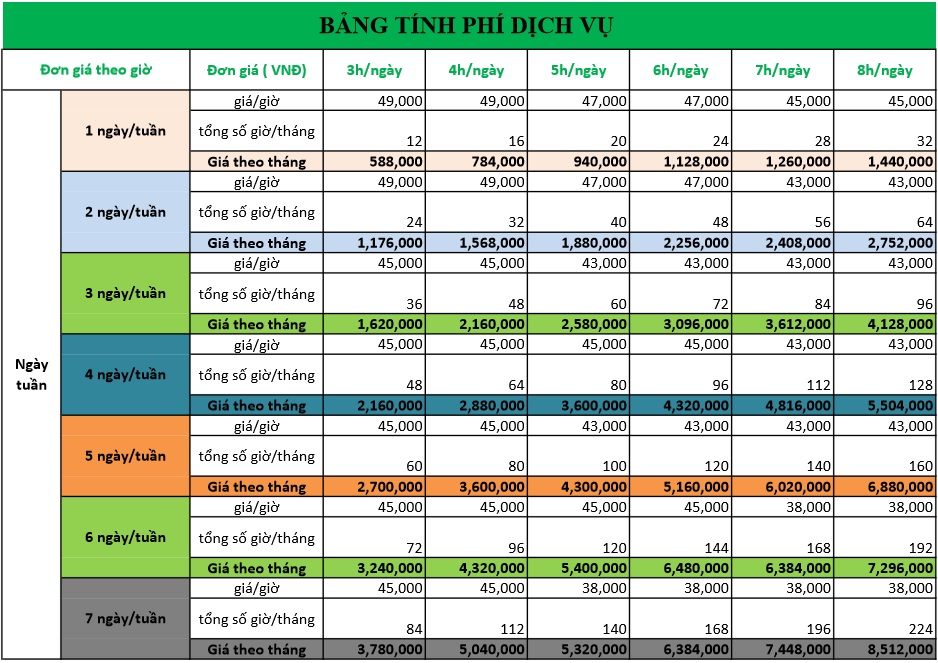 BẢNG TÍNH PHÍ DỊCH VỤ
Đơn giá theo giờ Đơn giá ( VNĐ) 3h/ngày 4h/ngày 5h/ngày 6h/ngày 7h/ngày 8h/ngày
Ngày tuần
1 ngày/tuần
giá/giờ 49,000 49,000 47,000 47,000 45,000 45,000
tổng số giờ/tháng 12 16 20 24 28 32
Giá theo tháng 588,000 784,000 940,000 1,128,000 1,260,000 1,440,000
2 ngày/tuần
giá/giờ 49,000 49,000 47,000 47,000 43,000 43,000
tổng số giờ/tháng 24 32 40 48 56 64
Giá theo tháng 1,176,000 1,568,000 1,880,000 2,256,000 2,408,000 2,752,000
3 ngày/tuần
giá/giờ 45,000 45,000 43,000 43,000 43,000 43,000
tổng số giờ/tháng 36 48 60 72 84 96
Giá theo tháng 1,620,000 2,160,000 2,580,000 3,096,000 3,612,000 4,128,000
4 ngày/tuần
giá/giờ 45,000 45,000 45,000 45,000 43,000 43,000
tổng số giờ/tháng 48 64 80 96 112 128
Giá theo tháng 2,160,000 2,880,000 3,600,000 4,320,000 4,816,000 5,504,000
5 ngày/tuần
giá/giờ 45,000 45,000 43,000 43,000 43,000 43,000
tổng số giờ/tháng 60 80 100 120 140 160
Giá theo tháng 2,700,000 3,600,000 4,300,000 5,160,000 6,020,000 6,880,000
6 ngày/tuần
giá/giờ 45,000 45,000 45,000 45,000 38,000 38,000
tổng số giờ/tháng 72 96 120 144 168 192
Giá theo tháng 3,240,000 4,320,000 5,400,000 6,480,000 6,384,000 7,296,000
7 ngày/tuần
giá/giờ 45,000 45,000 38,000 38,000 38,000 38,000
tổng số giờ/tháng 84 112 140 168 196 224
Giá theo tháng 3,780,000 5,040,000 5,320,000 6,384,000 7,448,000 8,512,000